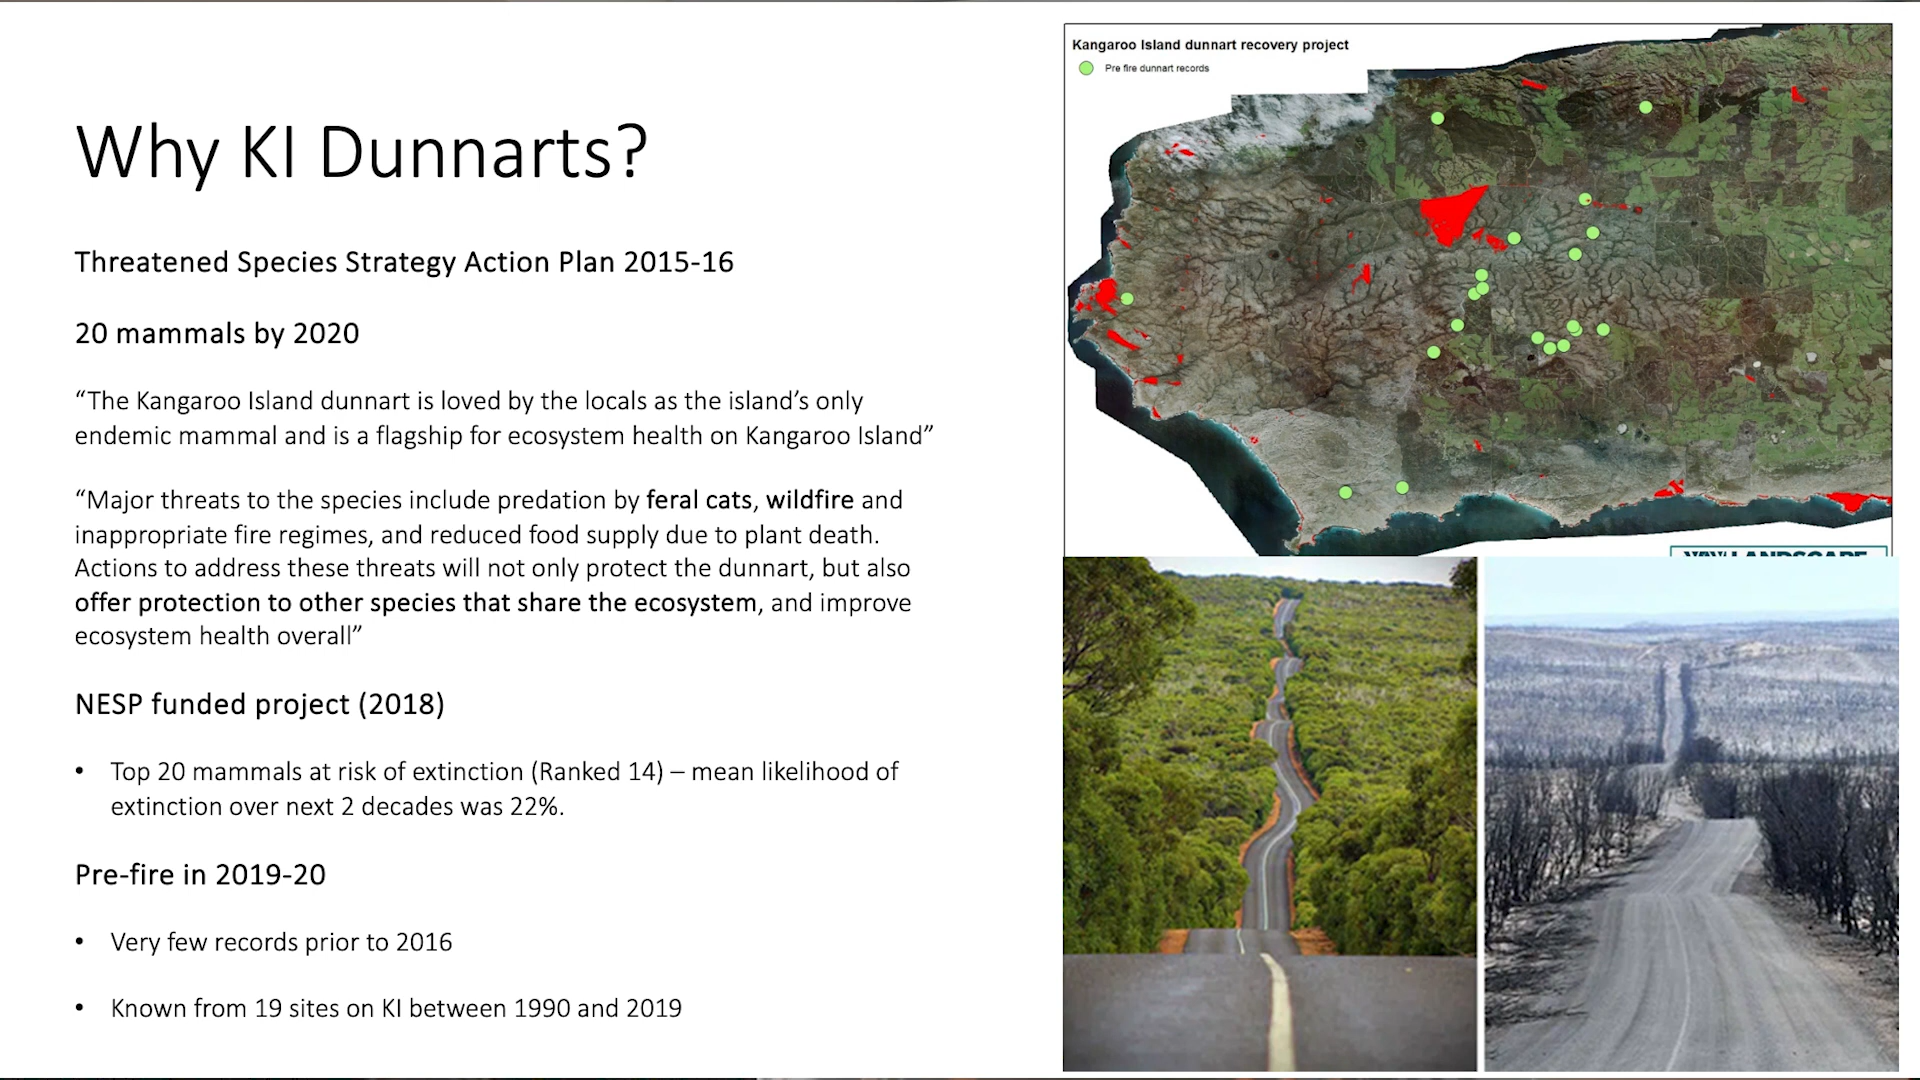 Why KI Dunnarts?
Threatened Species Strategy Action Plan 2015-16
20 mammals by 2020
“The Kangaroo Island dunnart is loved by the locals as the island’s only
endemic mammal and is a flagship for ecosystem health on Kangaroo Island”
“Major threats to the species include predation by feral cats, wildfire and
inappropriate fire regimes, and reduced food supply due to plant death.
Actions to address these threats will not only protect the dunnart, but also
offer protection to other species that share the ecosystem, and improve
ecosystem health overall”
NESP funded project (2018)
• Top 20 mammals at risk of extinction (Ranked 14) – mean likelihood of
extinction over next 2 decades was 22%.
Pre-fire in 2019-20
• Very few records prior to 2016
• Known from 19 sites on KI between 1990 and 2019
Kangaroo Island dunnart recovery project
Pre fire dunnart records
LANDSCAPE